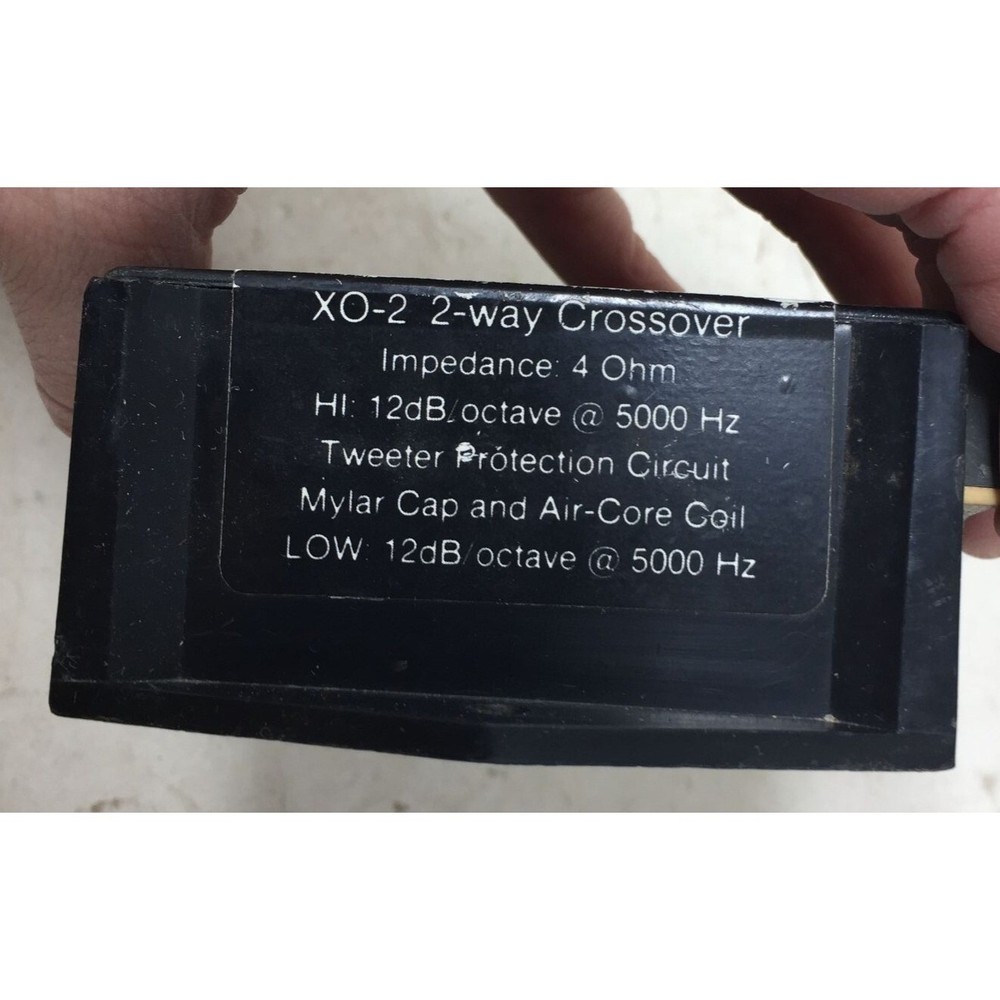 XO-2 2-way Crossover
Impedance: 4 Ohm
HI: 12dB/octave @ 5000 Hz
Tweeter Protection Circuit
Mylar Cap and Air-Core Coil
LOW: 12dB/octave @ 5000 Hz